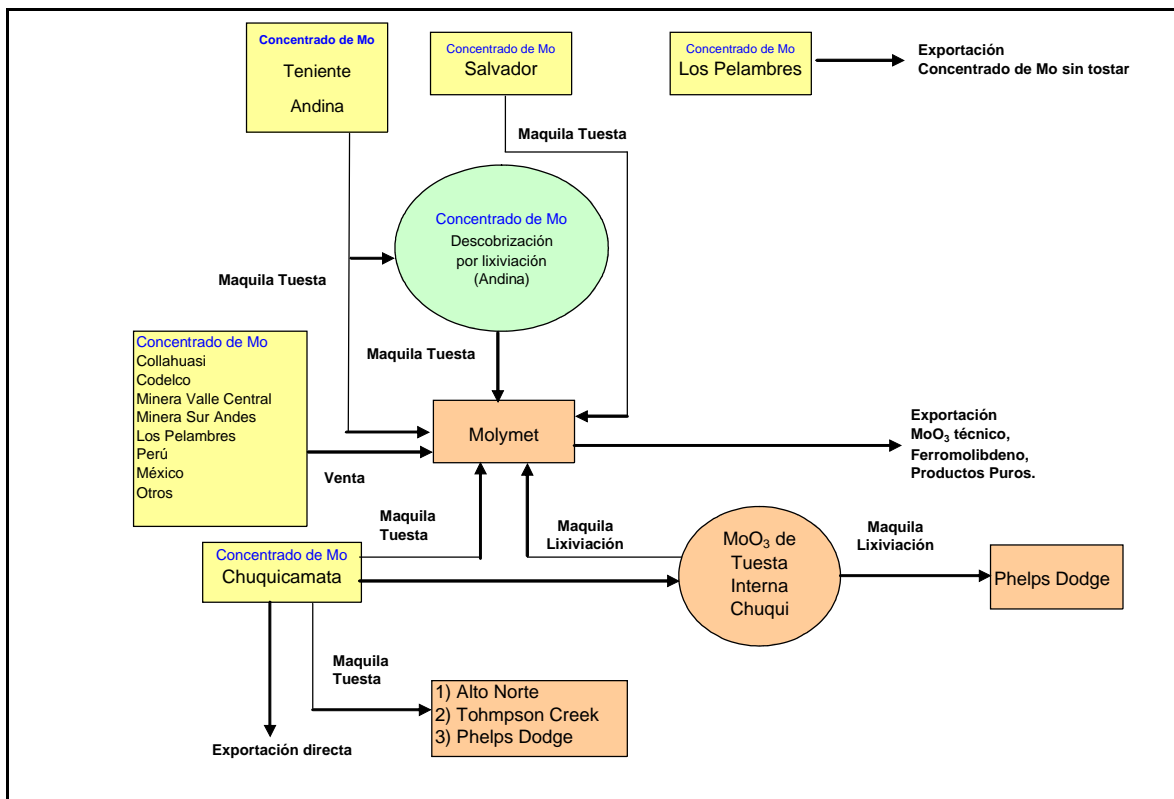 Concentrado de Mo
Teniente
Andina
Concentrado de Mo
Salvador
Concentrado de Mo
Los Pelambres
Exportación
Concentrado de Mo sin tostar
Maquila Tuesta
Concentrado de Mo
Descobrización
por lixiviación
(Andina)
Maquila Tuesta
Maquila Tuesta
Concentrado de Mo
Collahuasi
Codelco
Minera Valle Central
Minera Sur Andes
Los Pelambres
Perú
México
Otros
Venta
Molymet
Exportación
MoO₃ técnico,
Ferromolibdeno,
Productos Puros.
Maquila
Tuesta
Maquila
Lixiviación
MoO₃ de
Tuesta
Interna
Chuqui
Maquila
Lixiviación
Phelps Dodge
Concentrado de Mo
Chuquicamata
Maquila
Tuesta
1) Alto Norte
2) Tohmpson Creek
3) Phelps Dodge
Exportación directa